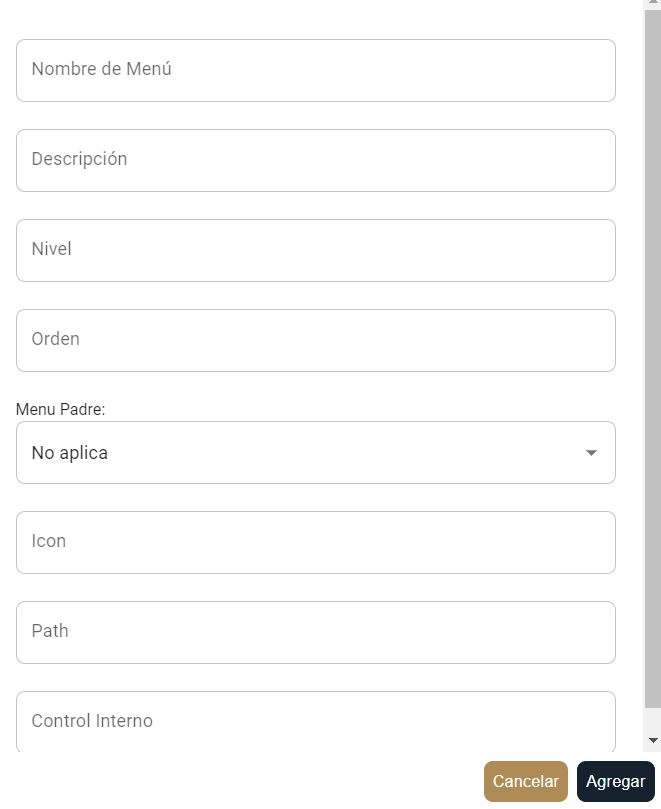 Nombre de Menú
Descripción
Nivel
Orden
Menu Padre:
No aplica
Icon
Path
Control Interno
Cancelar
Agregar